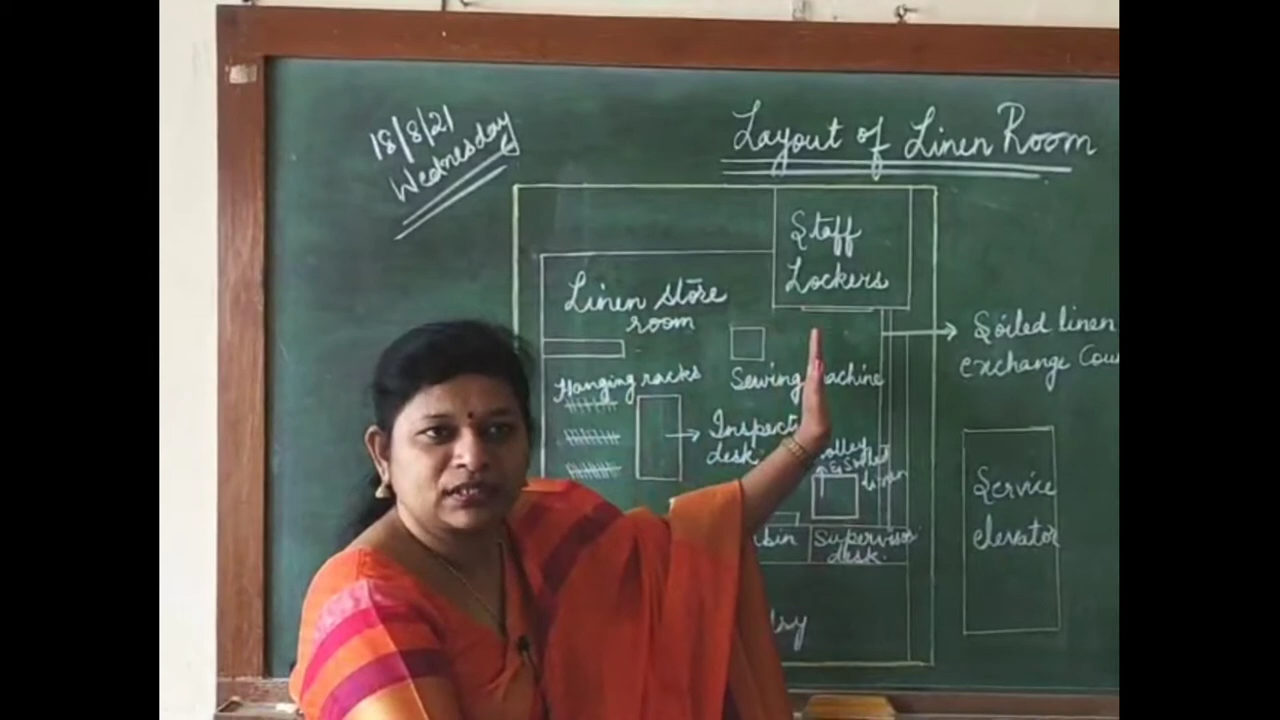 18/8/21
Wednesday
Layout of Linen Room
Staff
Lockers
Linen store
room
Soiled linen
exchange
Hanging racks
Sewing machine
desk.
Service
elevator
Supervisor
desk.